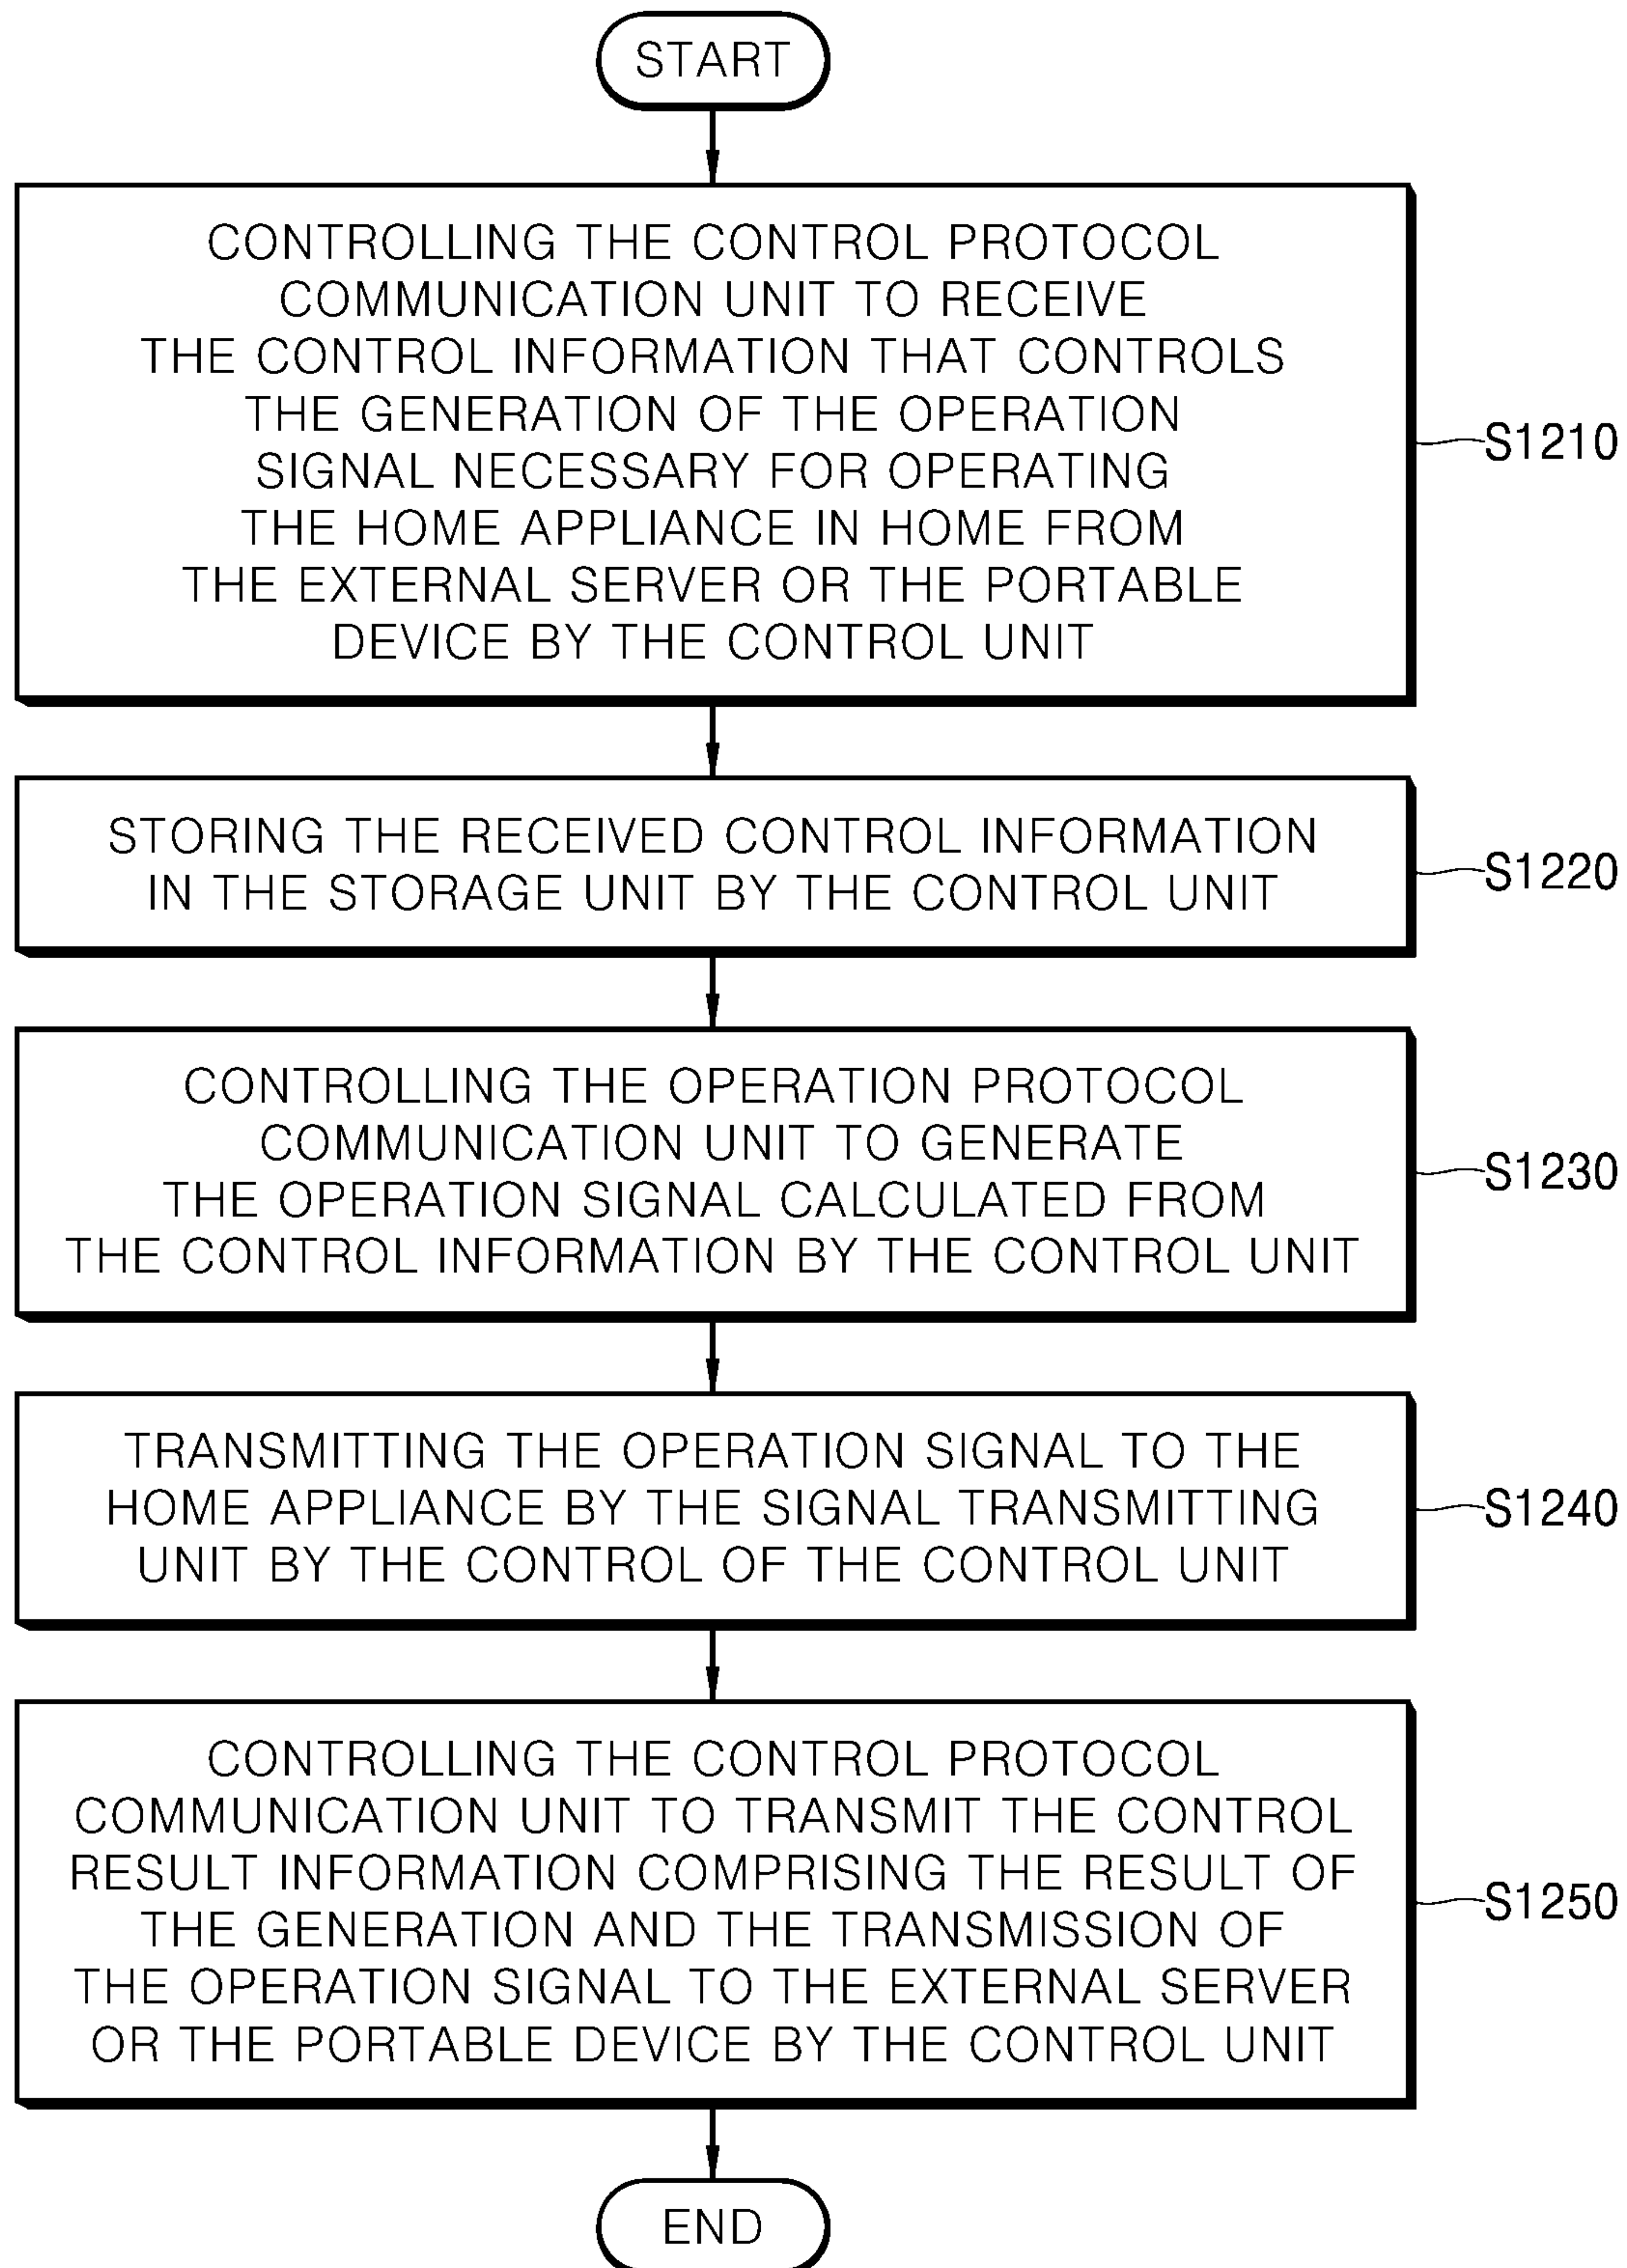 START
CONTROLLING THE CONTROL PROTOCOL
COMMUNICATION UNIT TO RECEIVE
THE CONTROL INFORMATION THAT CONTROLS
THE GENERATION OF THE OPERATION
SIGNAL NECESSARY FOR OPERATING
THE HOME APPLIANCE IN HOME FROM
THE EXTERNAL SERVER OR THE PORTABLE
DEVICE BY THE CONTROL UNIT
S1210
STORING THE RECEIVED CONTROL INFORMATION
IN THE STORAGE UNIT BY THE CONTROL UNIT
S1220
CONTROLLING THE OPERATION PROTOCOL
COMMUNICATION UNIT TO GENERATE
THE OPERATION SIGNAL CALCULATED FROM
THE CONTROL INFORMATION BY THE CONTROL UNIT
S1230
TRANSMITTING THE OPERATION SIGNAL TO THE
HOME APPLIANCE BY THE SIGNAL TRANSMITTING
UNIT BY THE CONTROL OF THE CONTROL UNIT
S1240
CONTROLLING THE CONTROL PROTOCOL
COMMUNICATION UNIT TO TRANSMIT THE CONTROL
RESULT INFORMATION COMPRISING THE RESULT OF
THE GENERATION AND THE TRANSMISSION OF
THE OPERATION SIGNAL TO THE EXTERNAL SERVER
OR THE PORTABLE DEVICE BY THE CONTROL UNIT
S1250
END